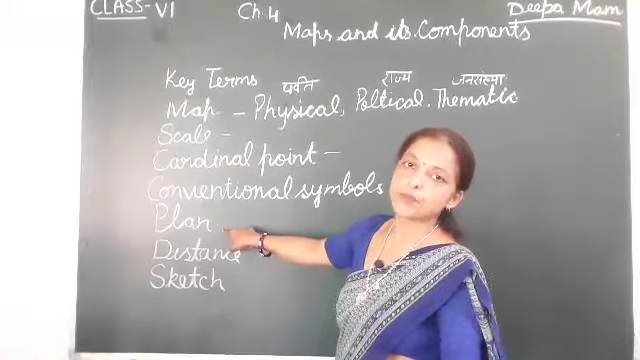 CLASS-VI Ch.4 Deepa Mam
Maps and its Components
Key Terms पर्वत राज्य जनसंख्या
Map - Physical, Poltical. Thematic
Scale -
Cardinal point -
Conventional symbols
Plan
Distance
Sketch